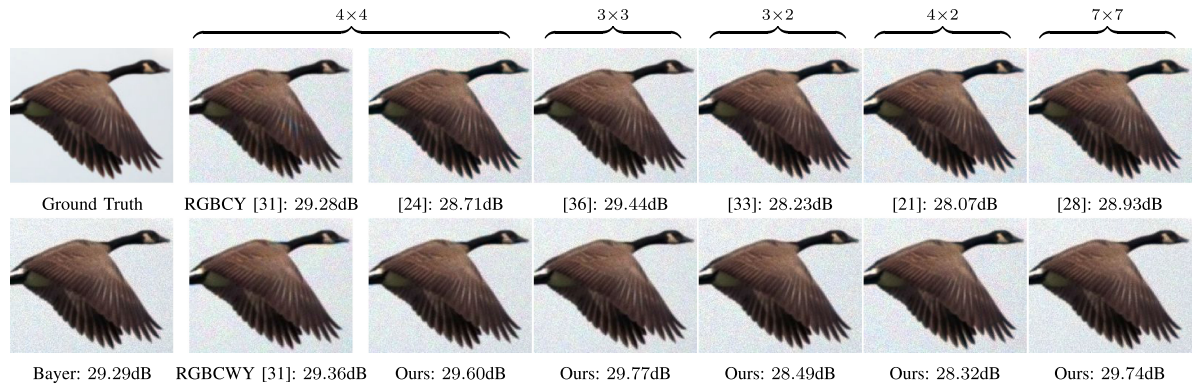 4×4 3×3 3×2 4×2 7×7
Ground Truth RGBCY [31]: 29.28dB [24]: 28.71dB [36]: 29.44dB [33]: 28.23dB [21]: 28.07dB [28]: 28.93dB
Bayer: 29.29dB RGBCWY [31]: 29.36dB Ours: 29.60dB Ours: 29.77dB Ours: 28.49dB Ours: 28.32dB Ours: 29.74dB